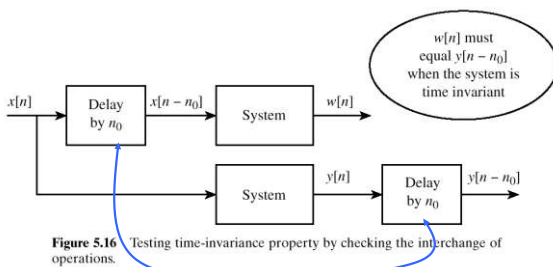 w[n] must
equal y[n − n₀]
when the system is
time invariant
x[n]
Delay
by n₀
x[n − n₀]
System
w[n]
System
y[n]
Delay
by n₀
y[n − n₀]
Figure 5.16 Testing time-invariance property by checking the interchange of
operations.